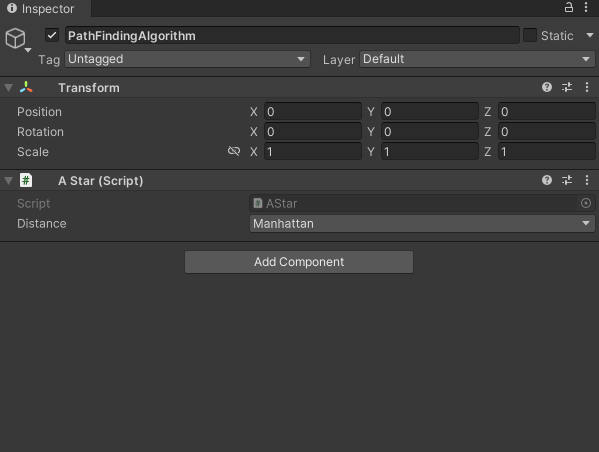 Inspector
PathFindingAlgorithm Static
Tag Untagged Layer Default
Transform
Position X 0 Y 0 Z 0
Rotation X 0 Y 0 Z 0
Scale X 1 Y 1 Z 1
# A Star (Script)
Script # AStar
Distance Manhattan
Add Component